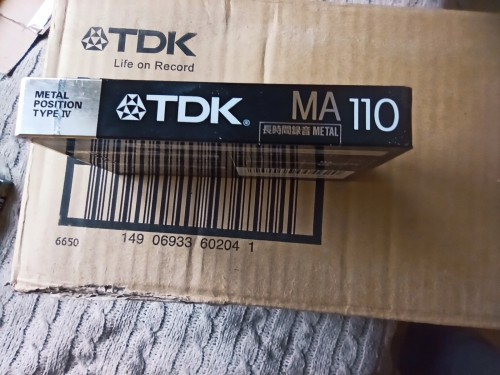 TDK
Life on Record
METAL
POSITION
TYPE IV
TDK®
MA 110
長時間録音 METAL
6650
149 06933 60204 1